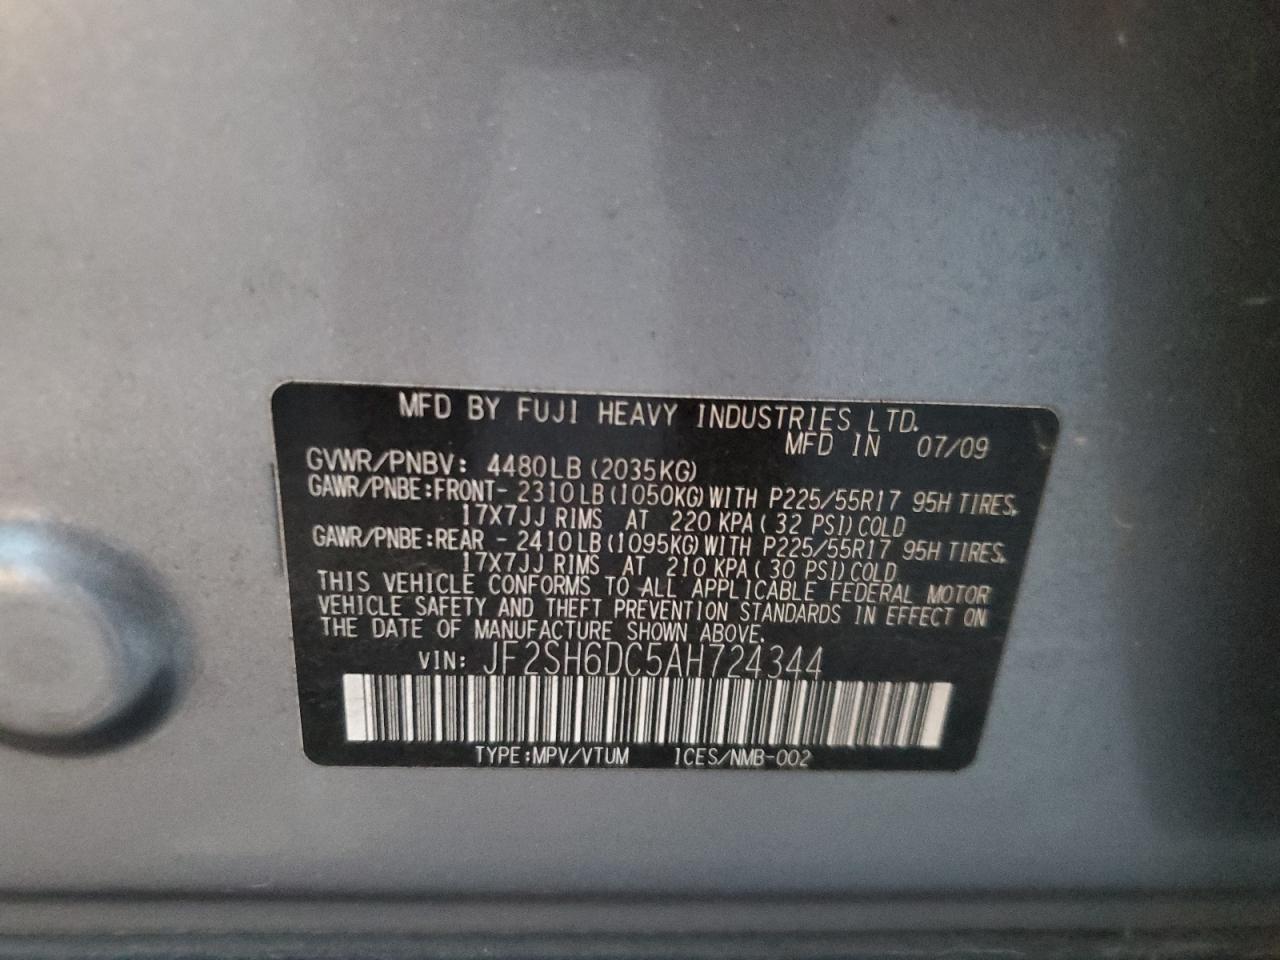 MFD BY FUJI HEAVY INDUSTRIES LTD.
MFD IN 07/09
GVWR/PNBV: 4480LB (2035KG)
GAWR/PNBE:FRONT- 2310LB(1050KG)WITH P225/55R17 95H TIRES,
17X7JJ RIMS AT 220 KPA( 32 PSI)COLD
GAWR/PNBE:REAR - 2410LB(1095KG)WITH P225/55R17 95H TIRES,
17X7JJ RIMS AT 210 KPA( 30 PSI)COLD
THIS VEHICLE CONFORMS TO ALL APPLICABLE FEDERAL MOTOR
VEHICLE SAFETY AND THEFT PREVENTION STANDARDS IN EFFECT ON
THE DATE OF MANUFACTURE SHOWN ABOVE.
VIN: JF2SH6DC5AH724344
TYPE:MPV/VTUM ICES/NMB-002